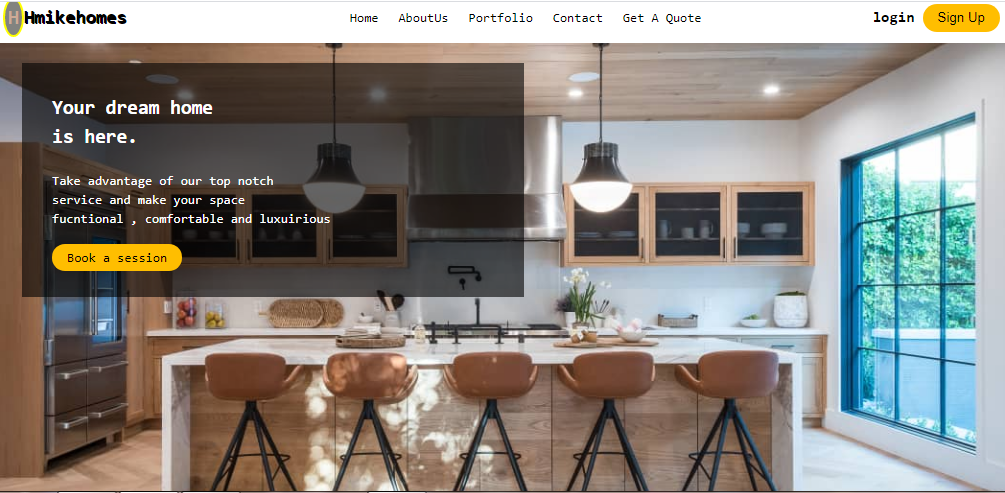 H Hmikehomes Home AboutUs Portfolio Contact Get A Quote login Sign Up
Your dream home
is here.
Take advantage of our top notch
service and make your space
fucntional , comfortable and luxuirious
Book a session